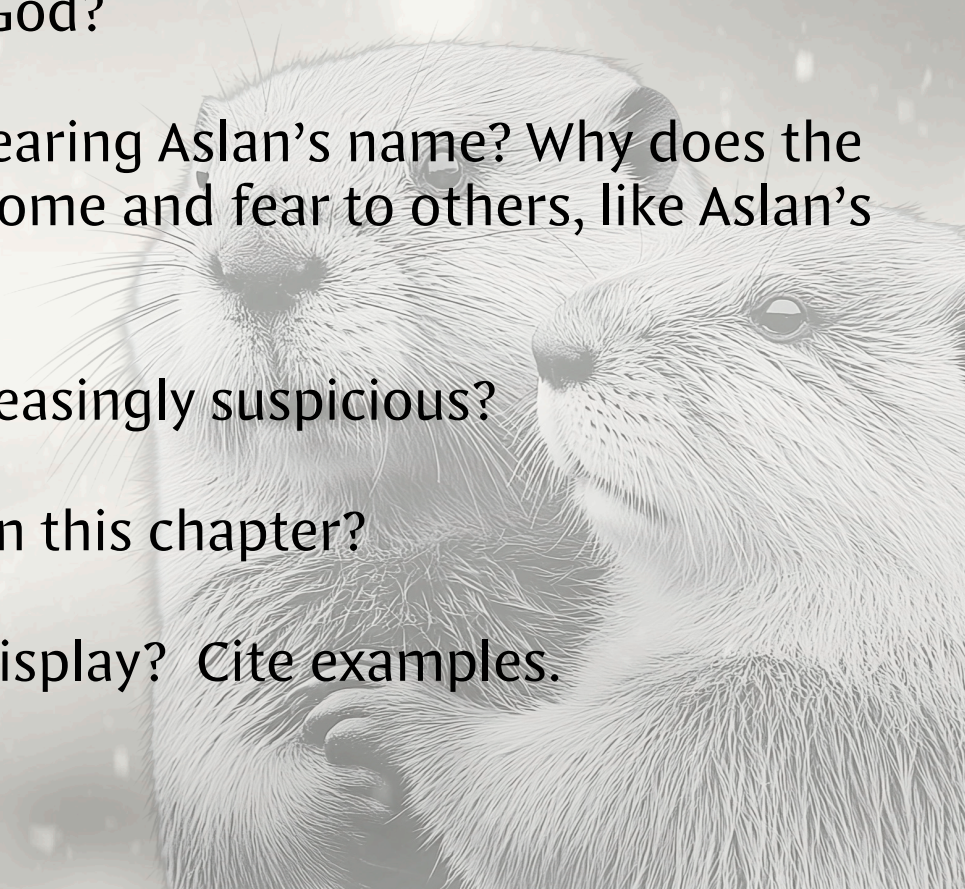 God?
earing Aslan’s name? Why does the
ome and fear to others, like Aslan’s
easingly suspicious?
n this chapter?
isplay?  Cite examples.